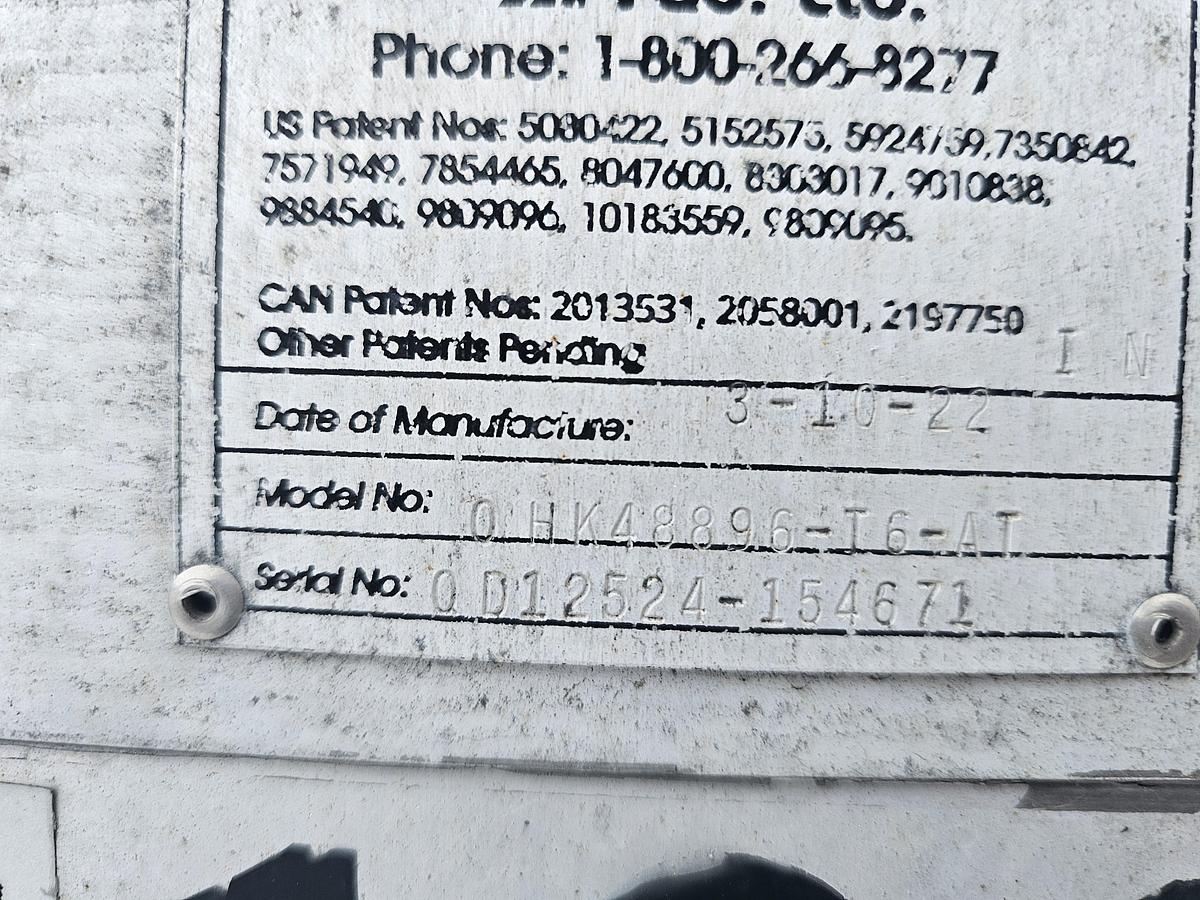 Phone: 1-800-266-8277
US Patent Nos: 5080422, 5152575, 5924759,7350842,
7571949, 7854465, 8047600, 8303017, 9010838,
9884540, 9809096, 10183559, 9809095.
CAN Patent Nos: 2013531, 2058001, 2197750
Other Patents Pending
I N
Date of Manufacture: 3-10-22
Model No: 0HK48896-T6-AT
Serial No: 0D12524-154671